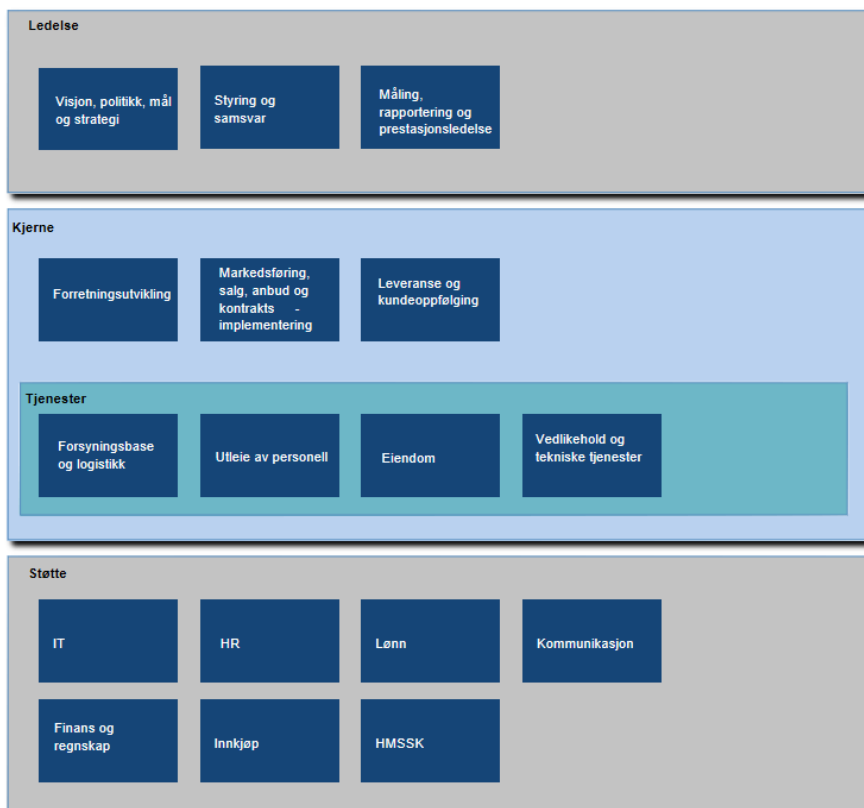 Ledelse
Visjon, politikk, mål
og strategi
Styring og
samsvar
Måling,
rapportering og
prestasjonsledelse
Kjerne
Forretningsutvikling
Markedsføring,
salg, anbud og
kontrakts -
implementering
Leveranse og
kundeoppfølging
Tjenester
Forsyningsbase
og logistikk
Utleie av personell
Eiendom
Vedlikehold og
tekniske tjenester
Støtte
IT
HR
Lønn
Kommunikasjon
Finans og
regnskap
Innkjøp
HMSSK